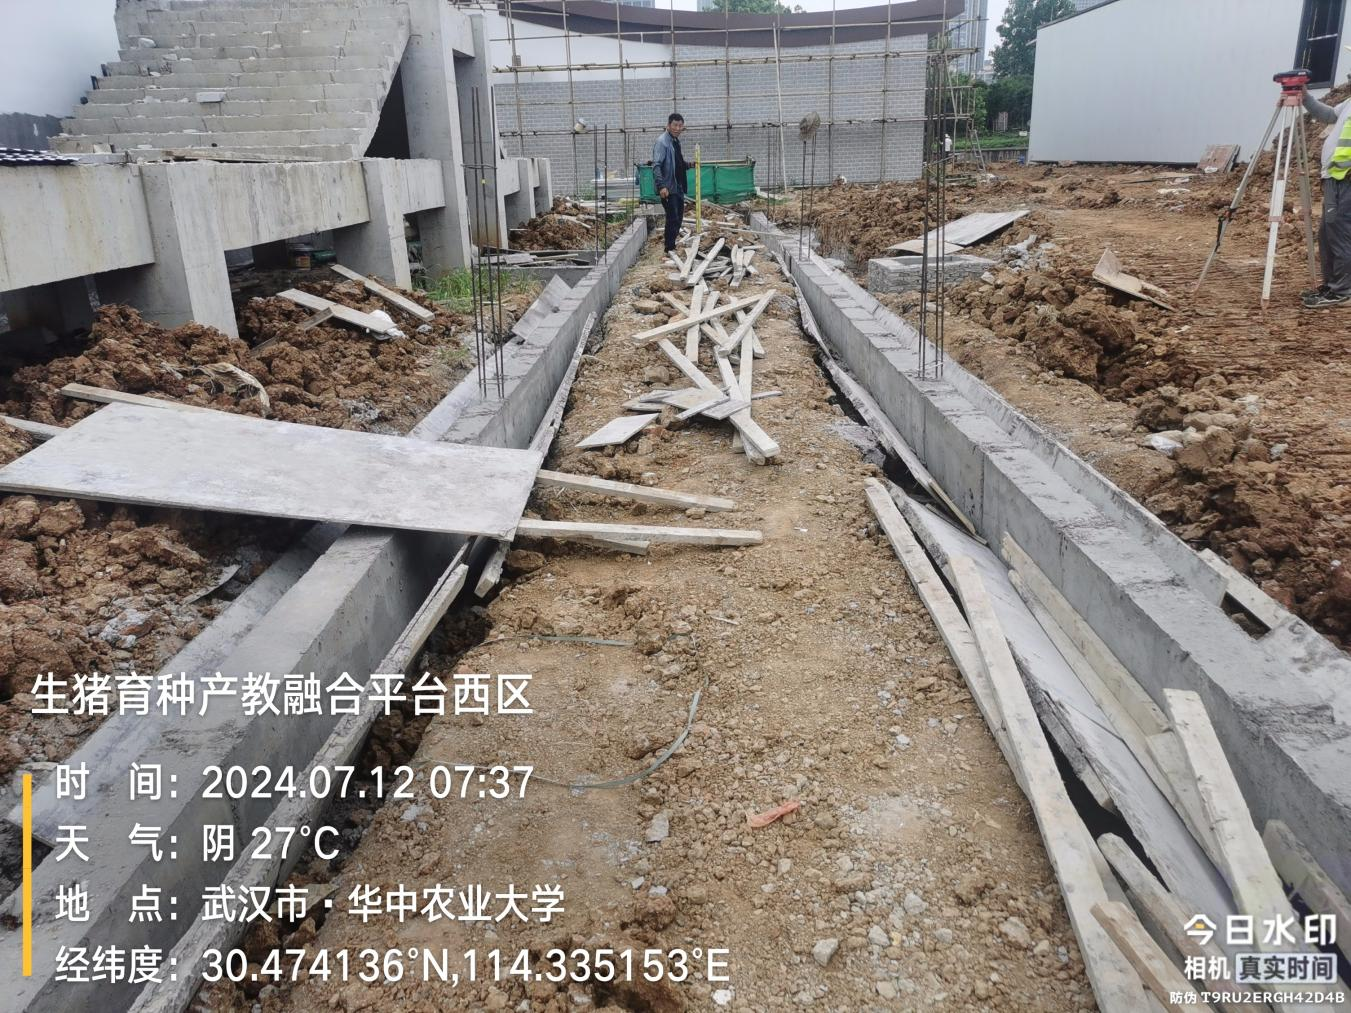 生猪育种产教融合平台西区
时 间：2024.07.12 07:37
天 气：阴 27°C
地 点：武汉市·华中农业大学
经纬度：30.474136°N,114.335153°E
今日水印
相机 真实时间
防伪 T9RU2ERGH42D4B